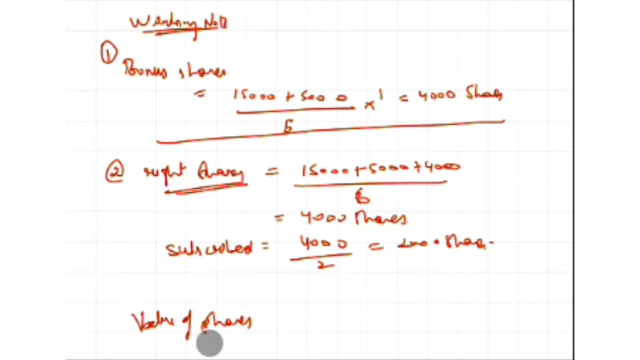 Working Note
①
Bonus shares
= 15000 + 5000 / 5 × 1 = 4000 Shares
② right shares = 15000 + 5000 + 4000 / 6
= 4000 Shares
Subscribed = 4000 / 2 = 2000 Shares
Value of shares